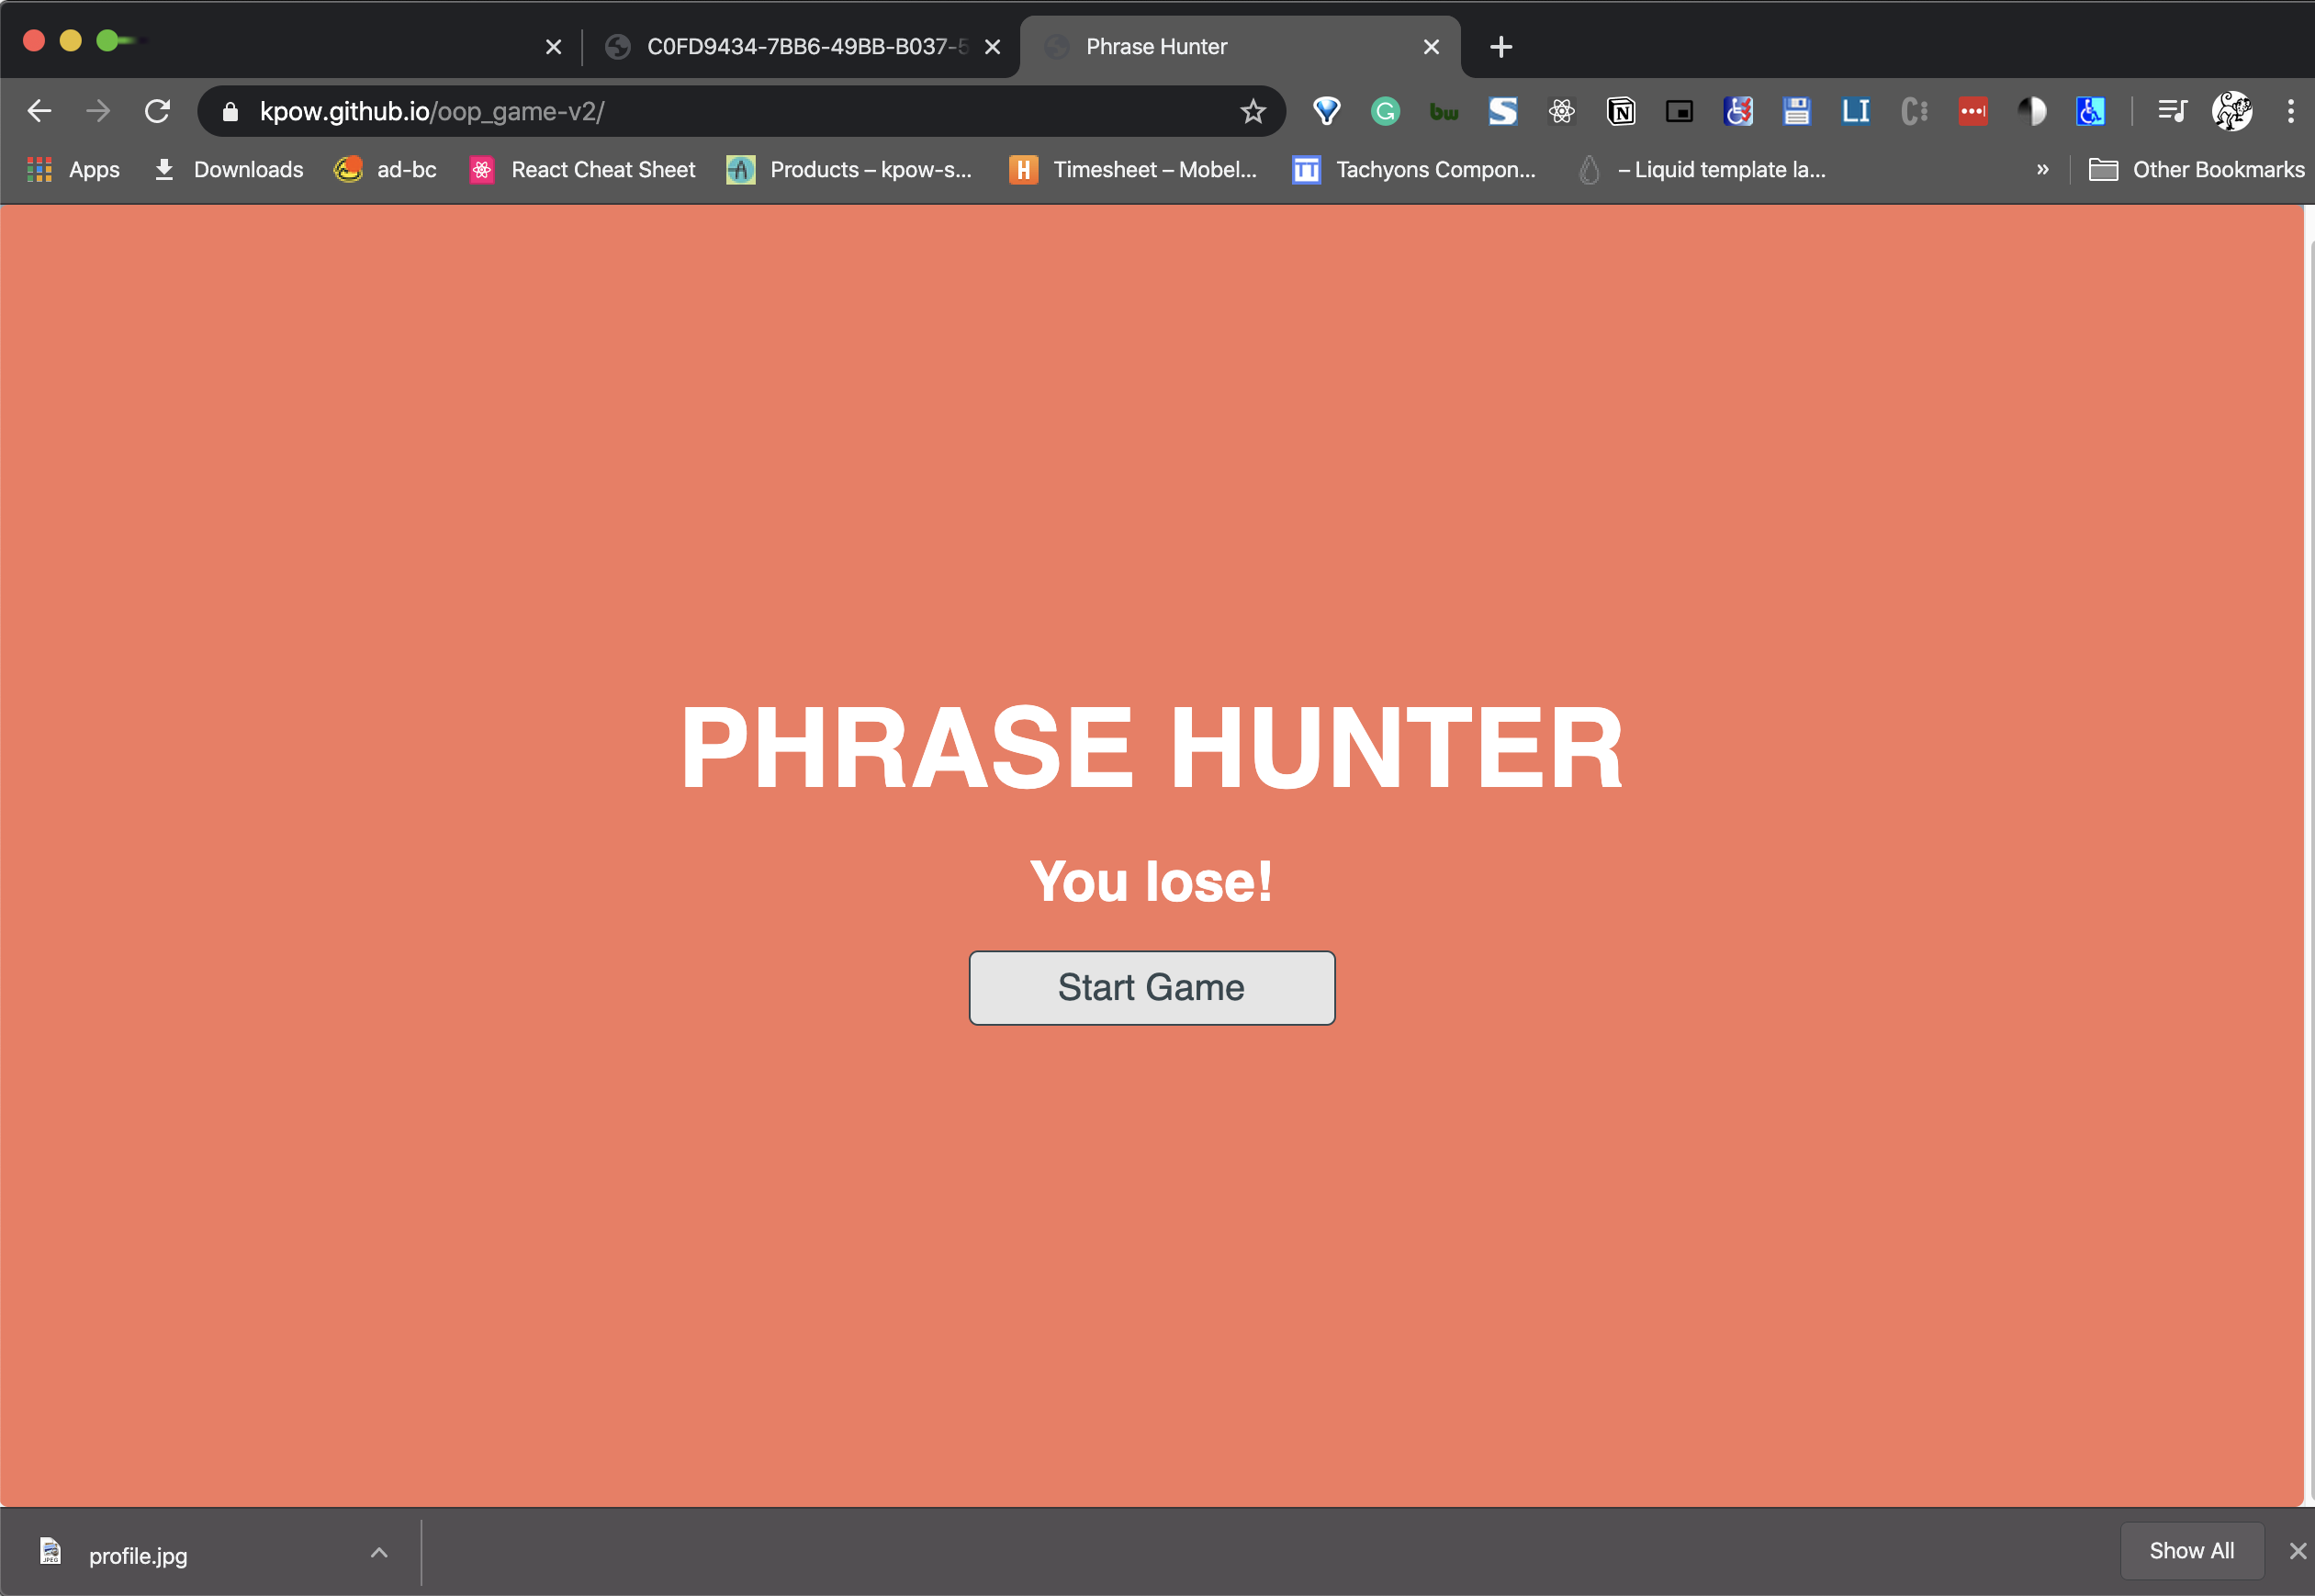 C0FD9434-7BB6-49BB-B037-5
Phrase Hunter
kpow.github.io/oop_game-v2/
G bw S N LI C
Apps Downloads ad-bc React Cheat Sheet Products – kpow-s... H Timesheet – Mobel... Tachyons Compon... – Liquid template la... » Other Bookmarks
PHRASE HUNTER
You lose!
Start Game
JPEG
profile.jpg
Show All